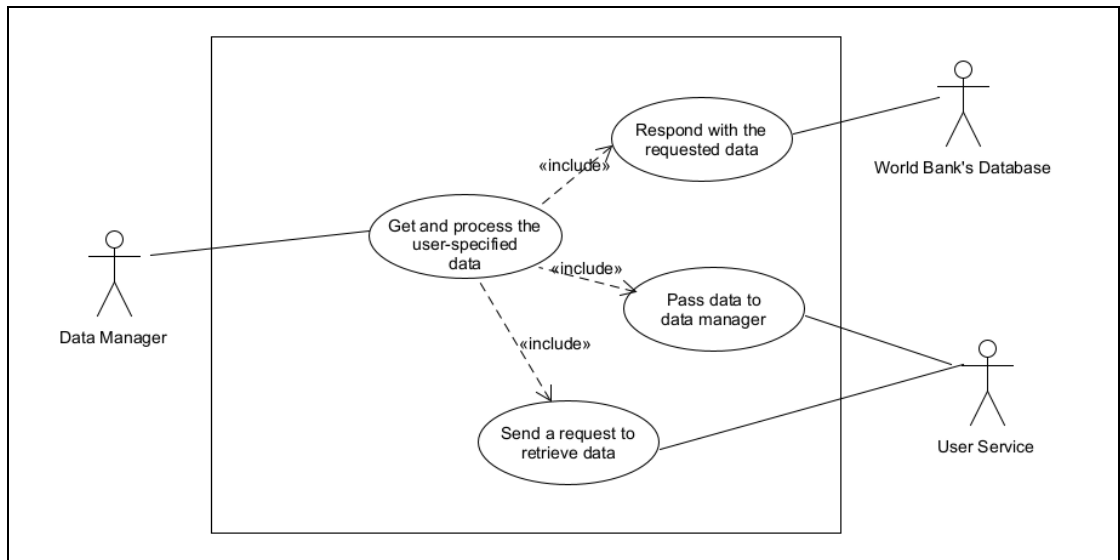 Respond with the
requested data
World Bank's Database
«include»
Get and process the
user-specified
data
«include»
Data Manager
Pass data to
data manager
«include»
Send a request to
retrieve data
User Service